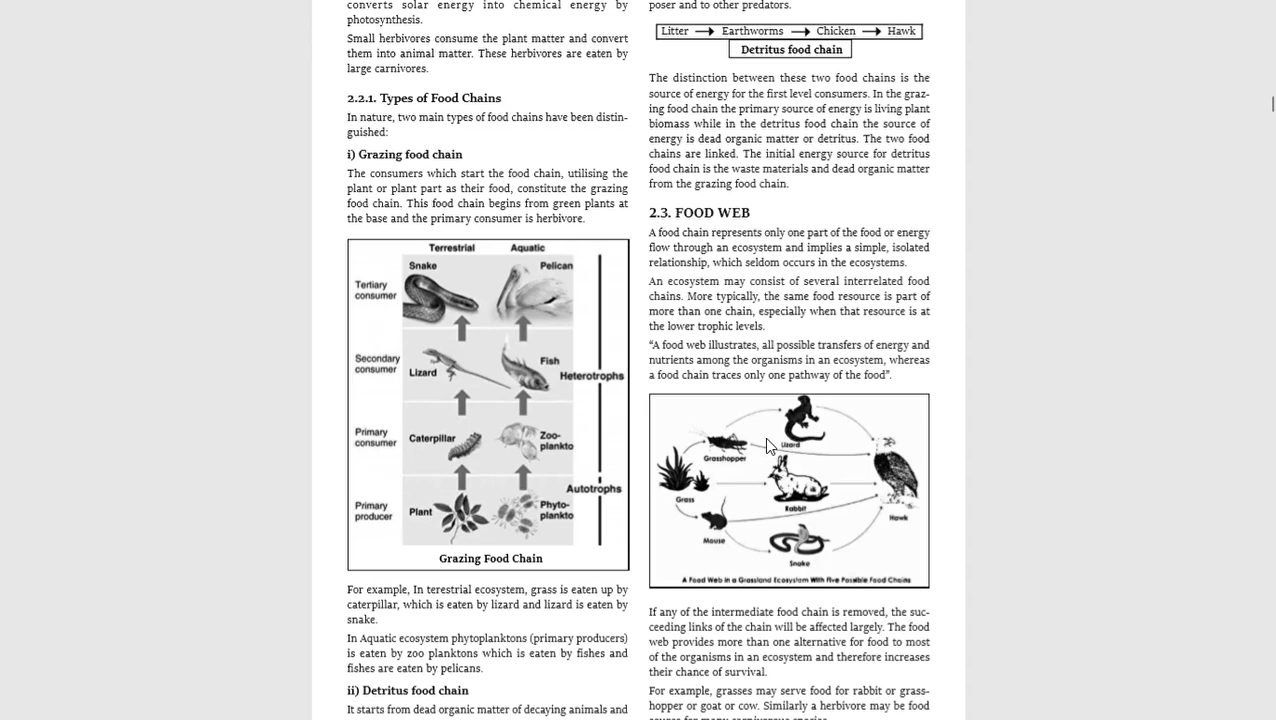 converts solar energy into chemical energy by
photosynthesis.
Small herbivores consume the plant matter and convert
them into animal matter. These herbivores are eaten by
large carnivores.
2.2.1. Types of Food Chains
In nature, two main types of food chains have been distin-
guished:
i) Grazing food chain
The consumers which start the food chain, utilising the
plant or plant part as their food, constitute the grazing
food chain. This food chain begins from green plants at
the base and the primary consumer is herbivore.
Terrestrial Aquatic
Snake Pelican
Tertiary
consumer
Secondary
consumer
Lizard
Fish
Heterotrophs
Primary
consumer
Caterpillar
Zoo-
plankto
Autotrophs
Primary
producer
Plant
Phyto-
plankto
Grazing Food Chain
For example, In terestrial ecosystem, grass is eaten up by
caterpillar, which is eaten by lizard and lizard is eaten by
snake.
In Aquatic ecosystem phytoplanktons (primary producers)
is eaten by zoo planktons which is eaten by fishes and
fishes are eaten by pelicans.
ii) Detritus food chain
It starts from dead organic matter of decaying animals and
poser and to other predators.
Litter → Earthworms → Chicken → Hawk
Detritus food chain
The distinction between these two food chains is the
source of energy for the first level consumers. In the graz-
ing food chain the primary source of energy is living plant
biomass while in the detritus food chain the source of
energy is dead organic matter or detritus. The two food
chains are linked. The initial energy source for detritus
food chain is the waste materials and dead organic matter
from the grazing food chain.
2.3. FOOD WEB
A food chain represents only one part of the food or energy
flow through an ecosystem and implies a simple, isolated
relationship, which seldom occurs in the ecosystems.
An ecosystem may consist of several interrelated food
chains. More typically, the same food resource is part of
more than one chain, especially when that resource is at
the lower trophic levels.
“A food web illustrates, all possible transfers of energy and
nutrients among the organisms in an ecosystem, whereas
a food chain traces only one pathway of the food”.
Lizard
Grasshopper
Grass
Rabbit
Hawk
Mouse
Snake
A Food Web in a Grassland Ecosystem With Five Possible Food Chains
If any of the intermediate food chain is removed, the suc-
ceeding links of the chain will be affected largely. The food
web provides more than one alternative for food to most
of the organisms in an ecosystem and therefore increases
their chance of survival.
For example, grasses may serve food for rabbit or grass-
hopper or goat or cow. Similarly a herbivore may be food
source for many carnivorous species.